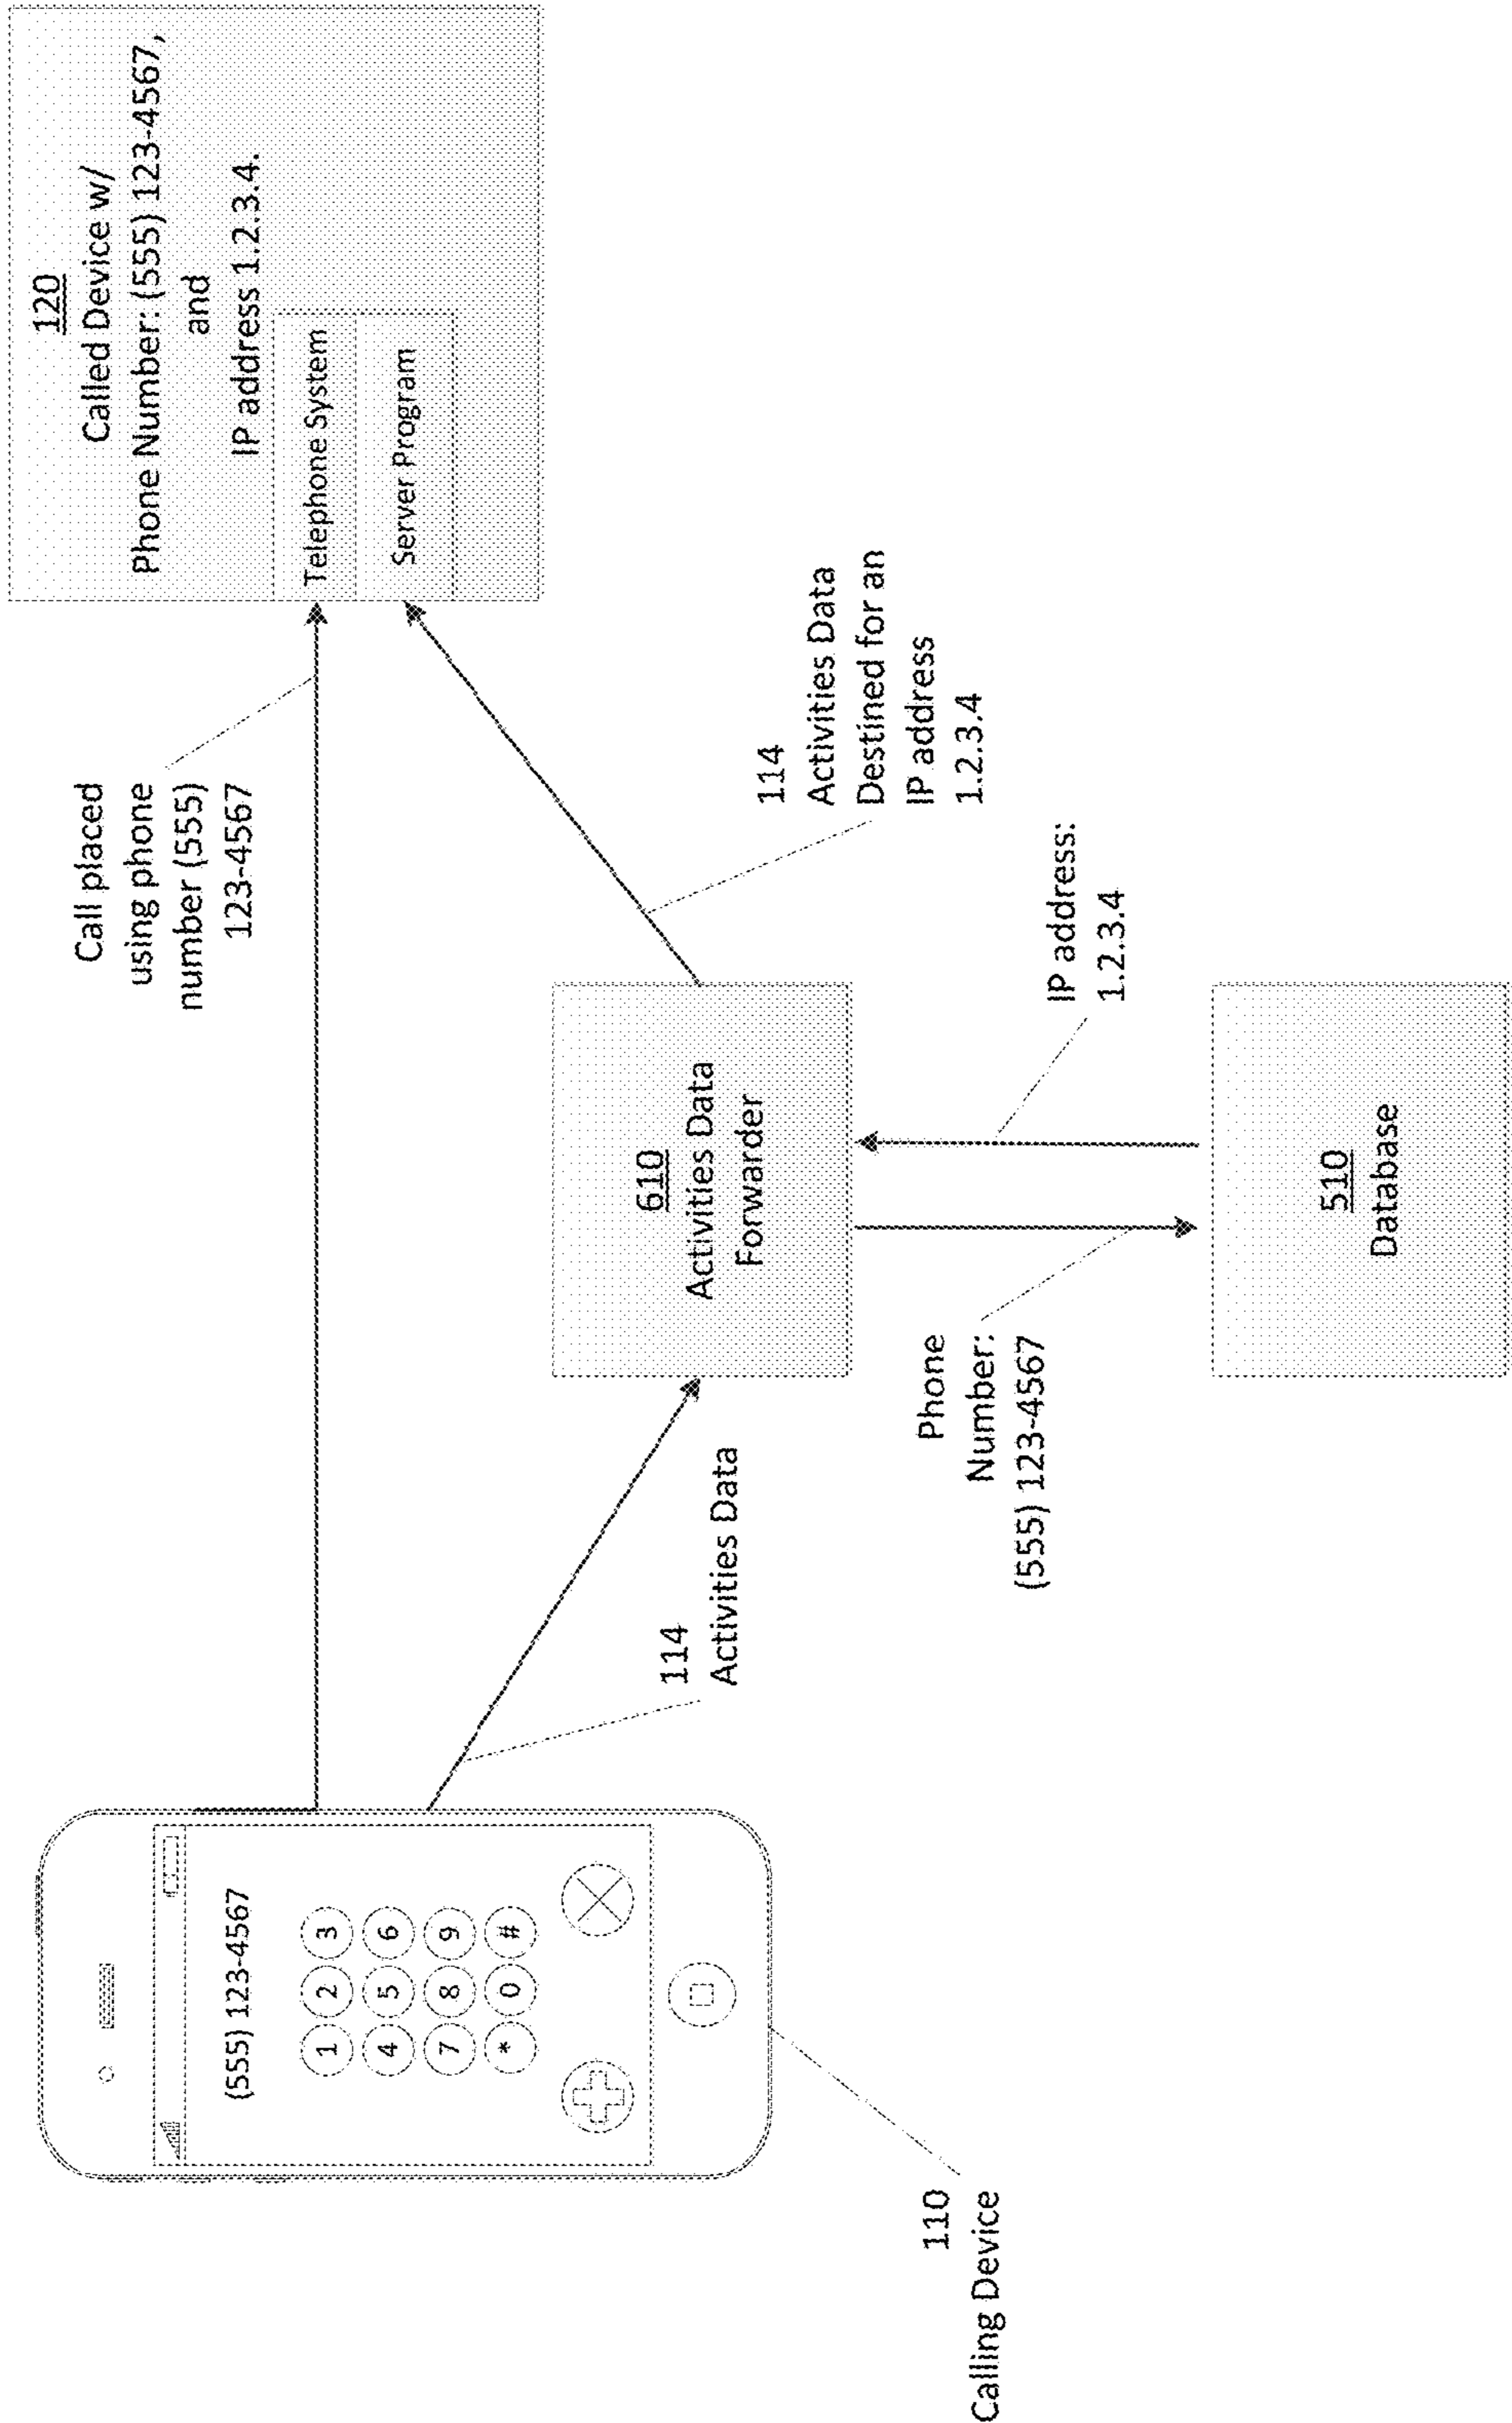 (555) 123-4567
1 2 3
4 5 6
7 8 9
* 0 #
110
Calling Device
114
Activities Data
Call placed
using phone
number (555)
123-4567
120
Called Device w/
Phone Number: (555) 123-4567,
and
IP address 1.2.3.4.
Telephone System
Server Program
610
Activities Data
Forwarder
114
Activities Data
Destined for an
IP address
1.2.3.4
Phone
Number:
(555) 123-4567
IP address:
1.2.3.4
510
Database